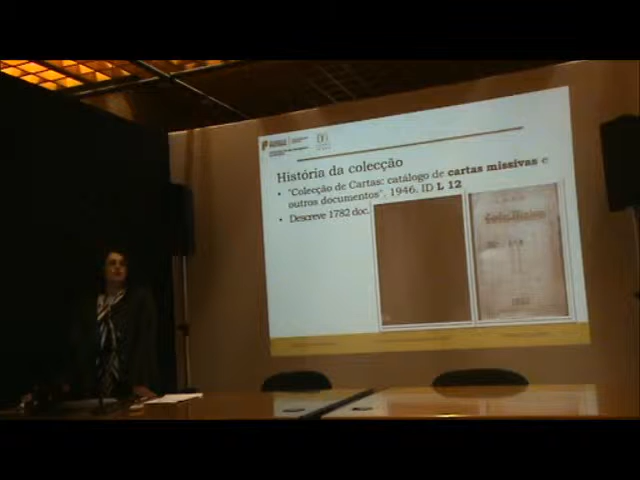 História da colecção
• "Colecção de Cartas: catálogo de cartas missivas e
outros documentos". 1946. ID L 12
• Descreve 1782 doc.